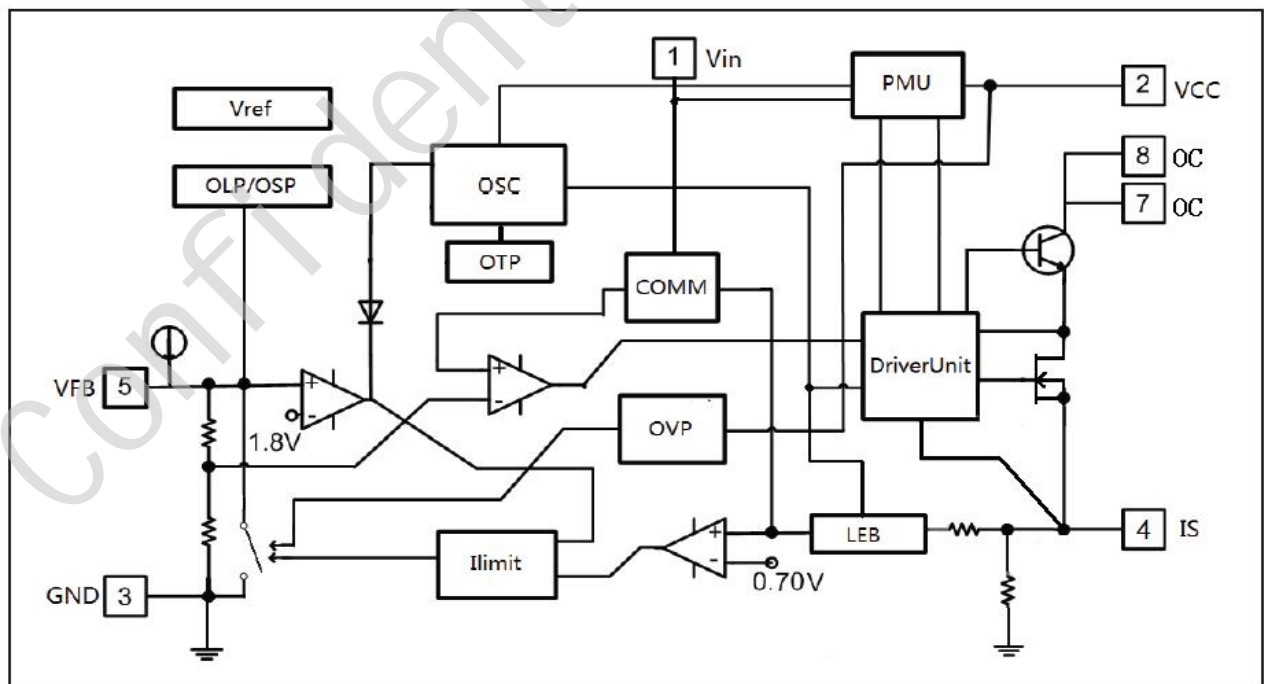 Confident
1
Vin
PMU
2
VCC
Vref
8
OC
OLP/OSP
OSC
7
OC
OTP
COMM
DriverUnit
VFB
5
+
-
1.8V
+
-
OVP
Ilimit
+
-
0.70V
LEB
4
IS
GND
3